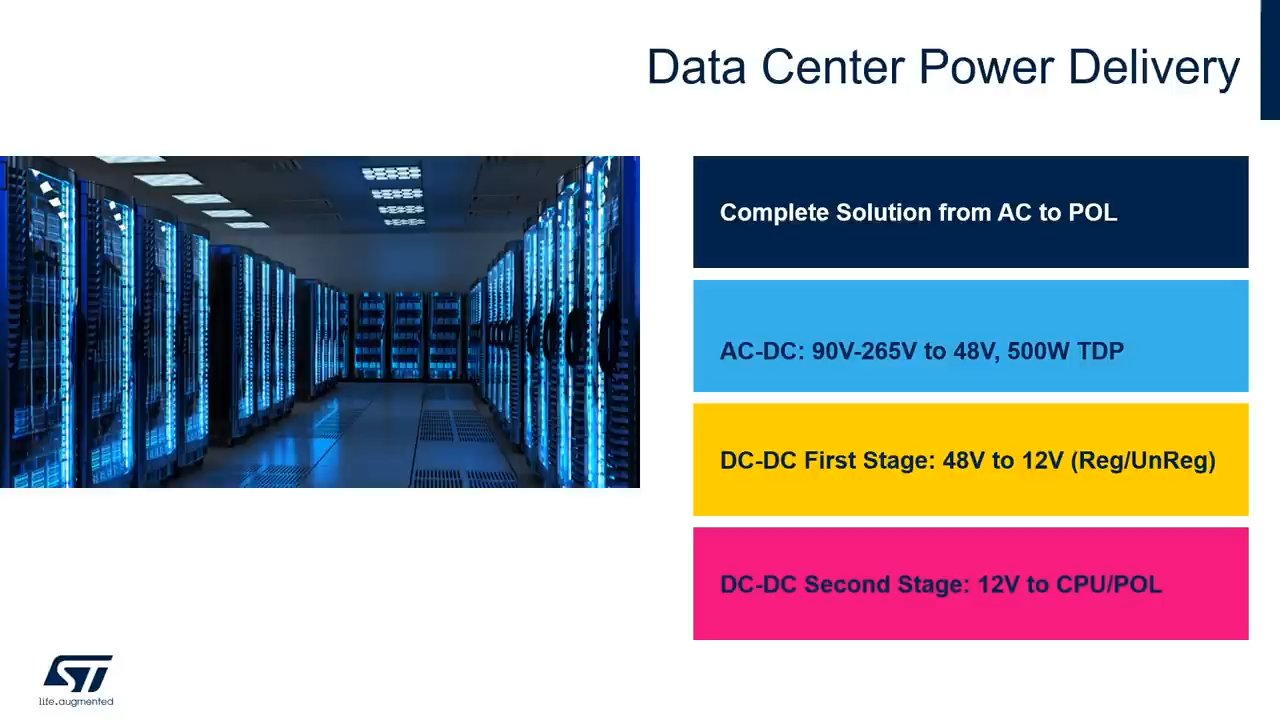 Data Center Power Delivery
Complete Solution from AC to POL
AC-DC: 90V-265V to 48V, 500W TDP
DC-DC First Stage: 48V to 12V (Reg/UnReg)
DC-DC Second Stage: 12V to CPU/POL
ST
life.augmented